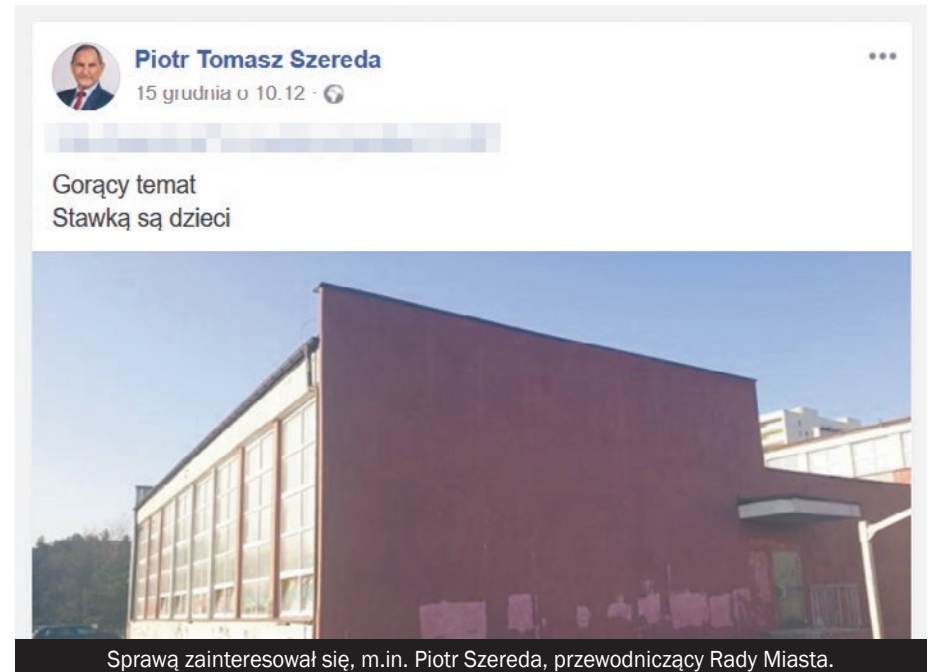 Piotr Tomasz Szereda
15 grudnia o 10:12
Gorący temat
Stawką są dzieci
Sprawą zainteresował się, m.in. Piotr Szereda, przewodniczący Rady Miasta.